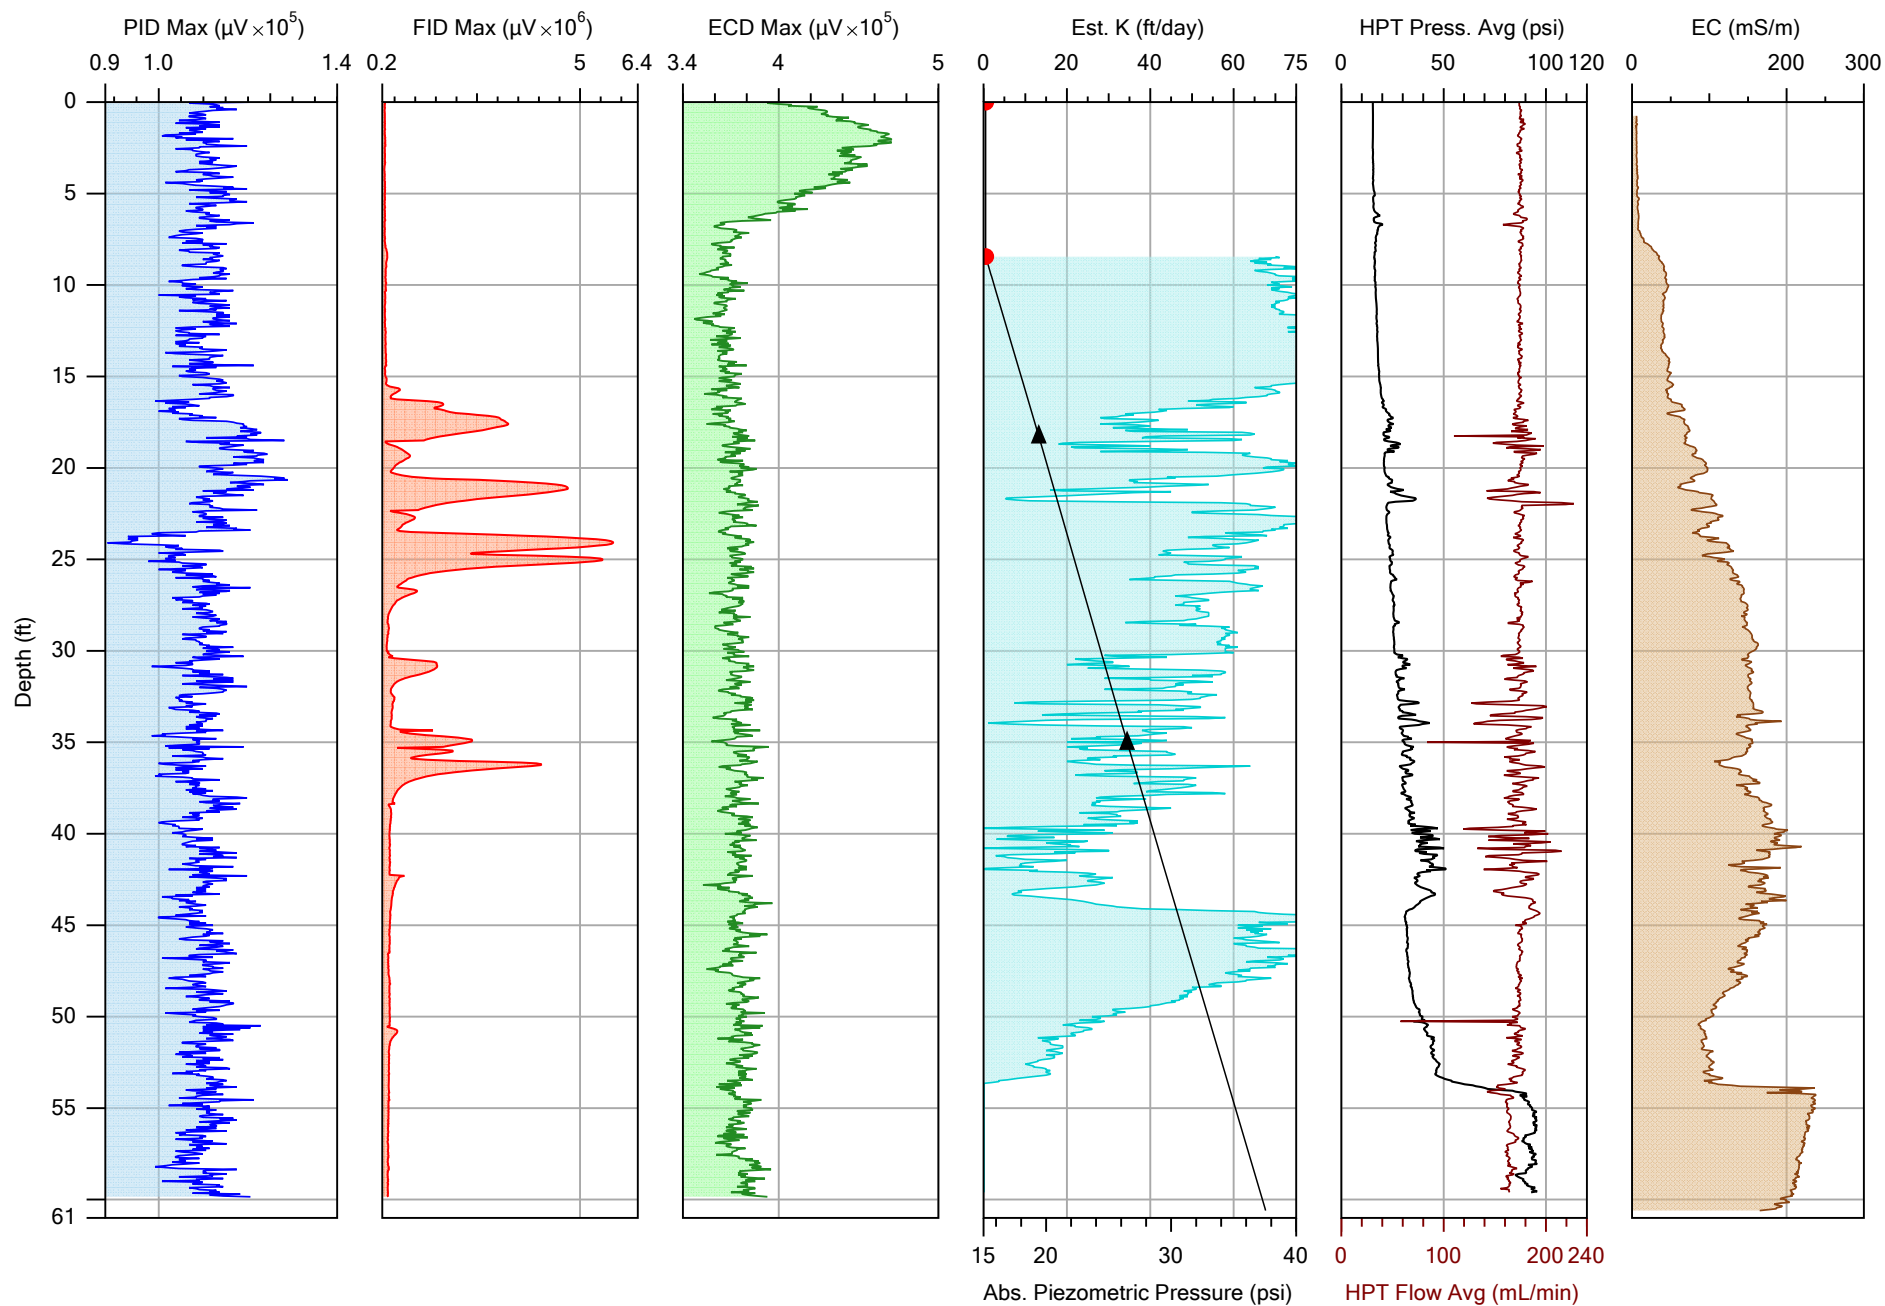 PID Max (µV ×10⁵) FID Max (µV ×10⁶) ECD Max (µV ×10⁵) Est. K (ft/day) HPT Press. Avg (psi) EC (mS/m)
0.9 1.0 1.4 0.2 5 6.4 3.4 4 5 0 20 40 60 75 0 50 100 120 0 200 300
0
5
10
15
20
25
30
35
40
45
50
55
61
Depth (ft)
15 20 30 40 0 100 200 240
Abs. Piezometric Pressure (psi) HPT Flow Avg (mL/min)